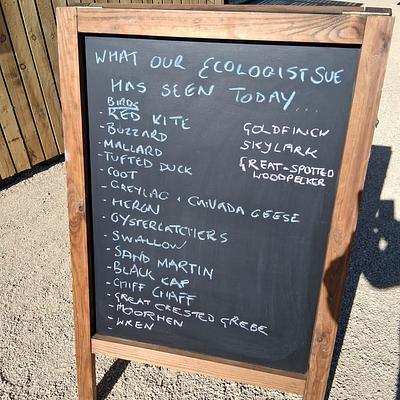 WHAT OUR ECOLOGIST SUE
HAS SEEN TODAY...
BIRDS
- RED KITE
- BUZZARD
- MALLARD
- TUFTED DUCK
- COOT
- GREYLAG + CANADA GEESE
- HERON
- OYSTERCATCHERS
- SWALLOW
- SAND MARTIN
- BLACK CAP
- CHIFF CHAFF
- GREAT CRESTED GREBE
- MOORHEN
- WREN
GOLDFINCH
SKYLARK
GREAT-SPOTTED
WOODPECKER